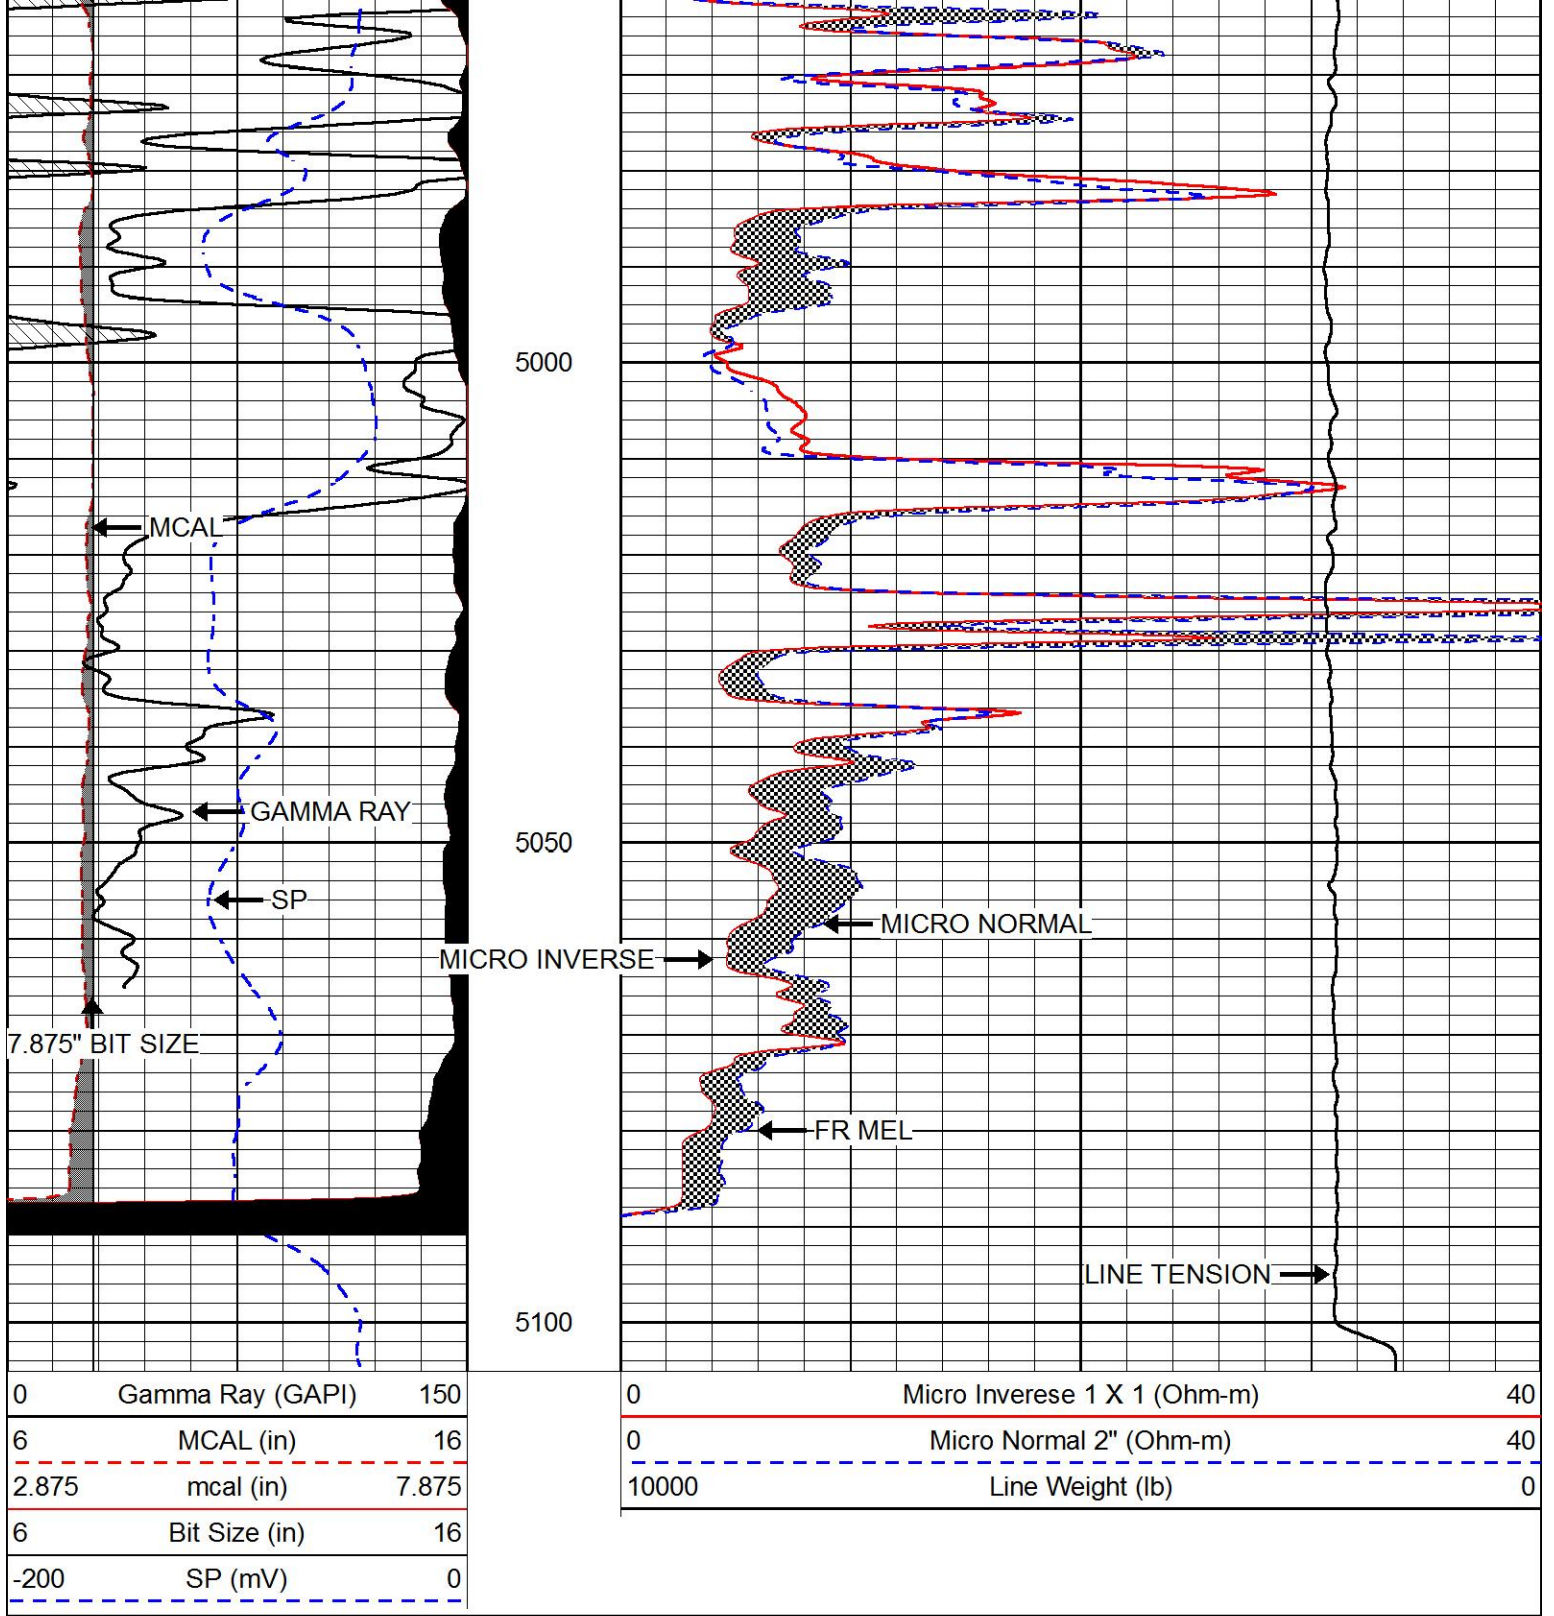 5000
MCAL
GAMMA RAY
5050
SP
MICRO NORMAL
MICRO INVERSE
7.875" BIT SIZE
FR MEL
LINE TENSION
5100
0 Gamma Ray (GAPI) 150
6 MCAL (in) 16
2.875 mcal (in) 7.875
6 Bit Size (in) 16
-200 SP (mV) 0
0 Micro Inverese 1 X 1 (Ohm-m) 40
0 Micro Normal 2" (Ohm-m) 40
10000 Line Weight (lb) 0